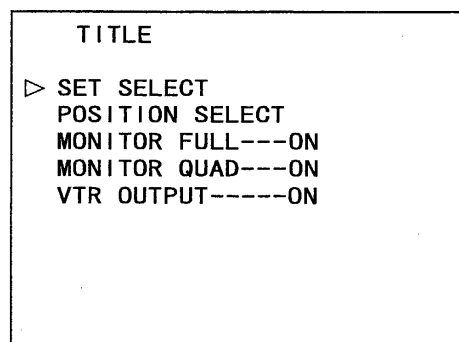 TITLE
▷ SET SELECT
POSITION SELECT
MONITOR FULL---ON
MONITOR QUAD---ON
VTR OUTPUT-----ON